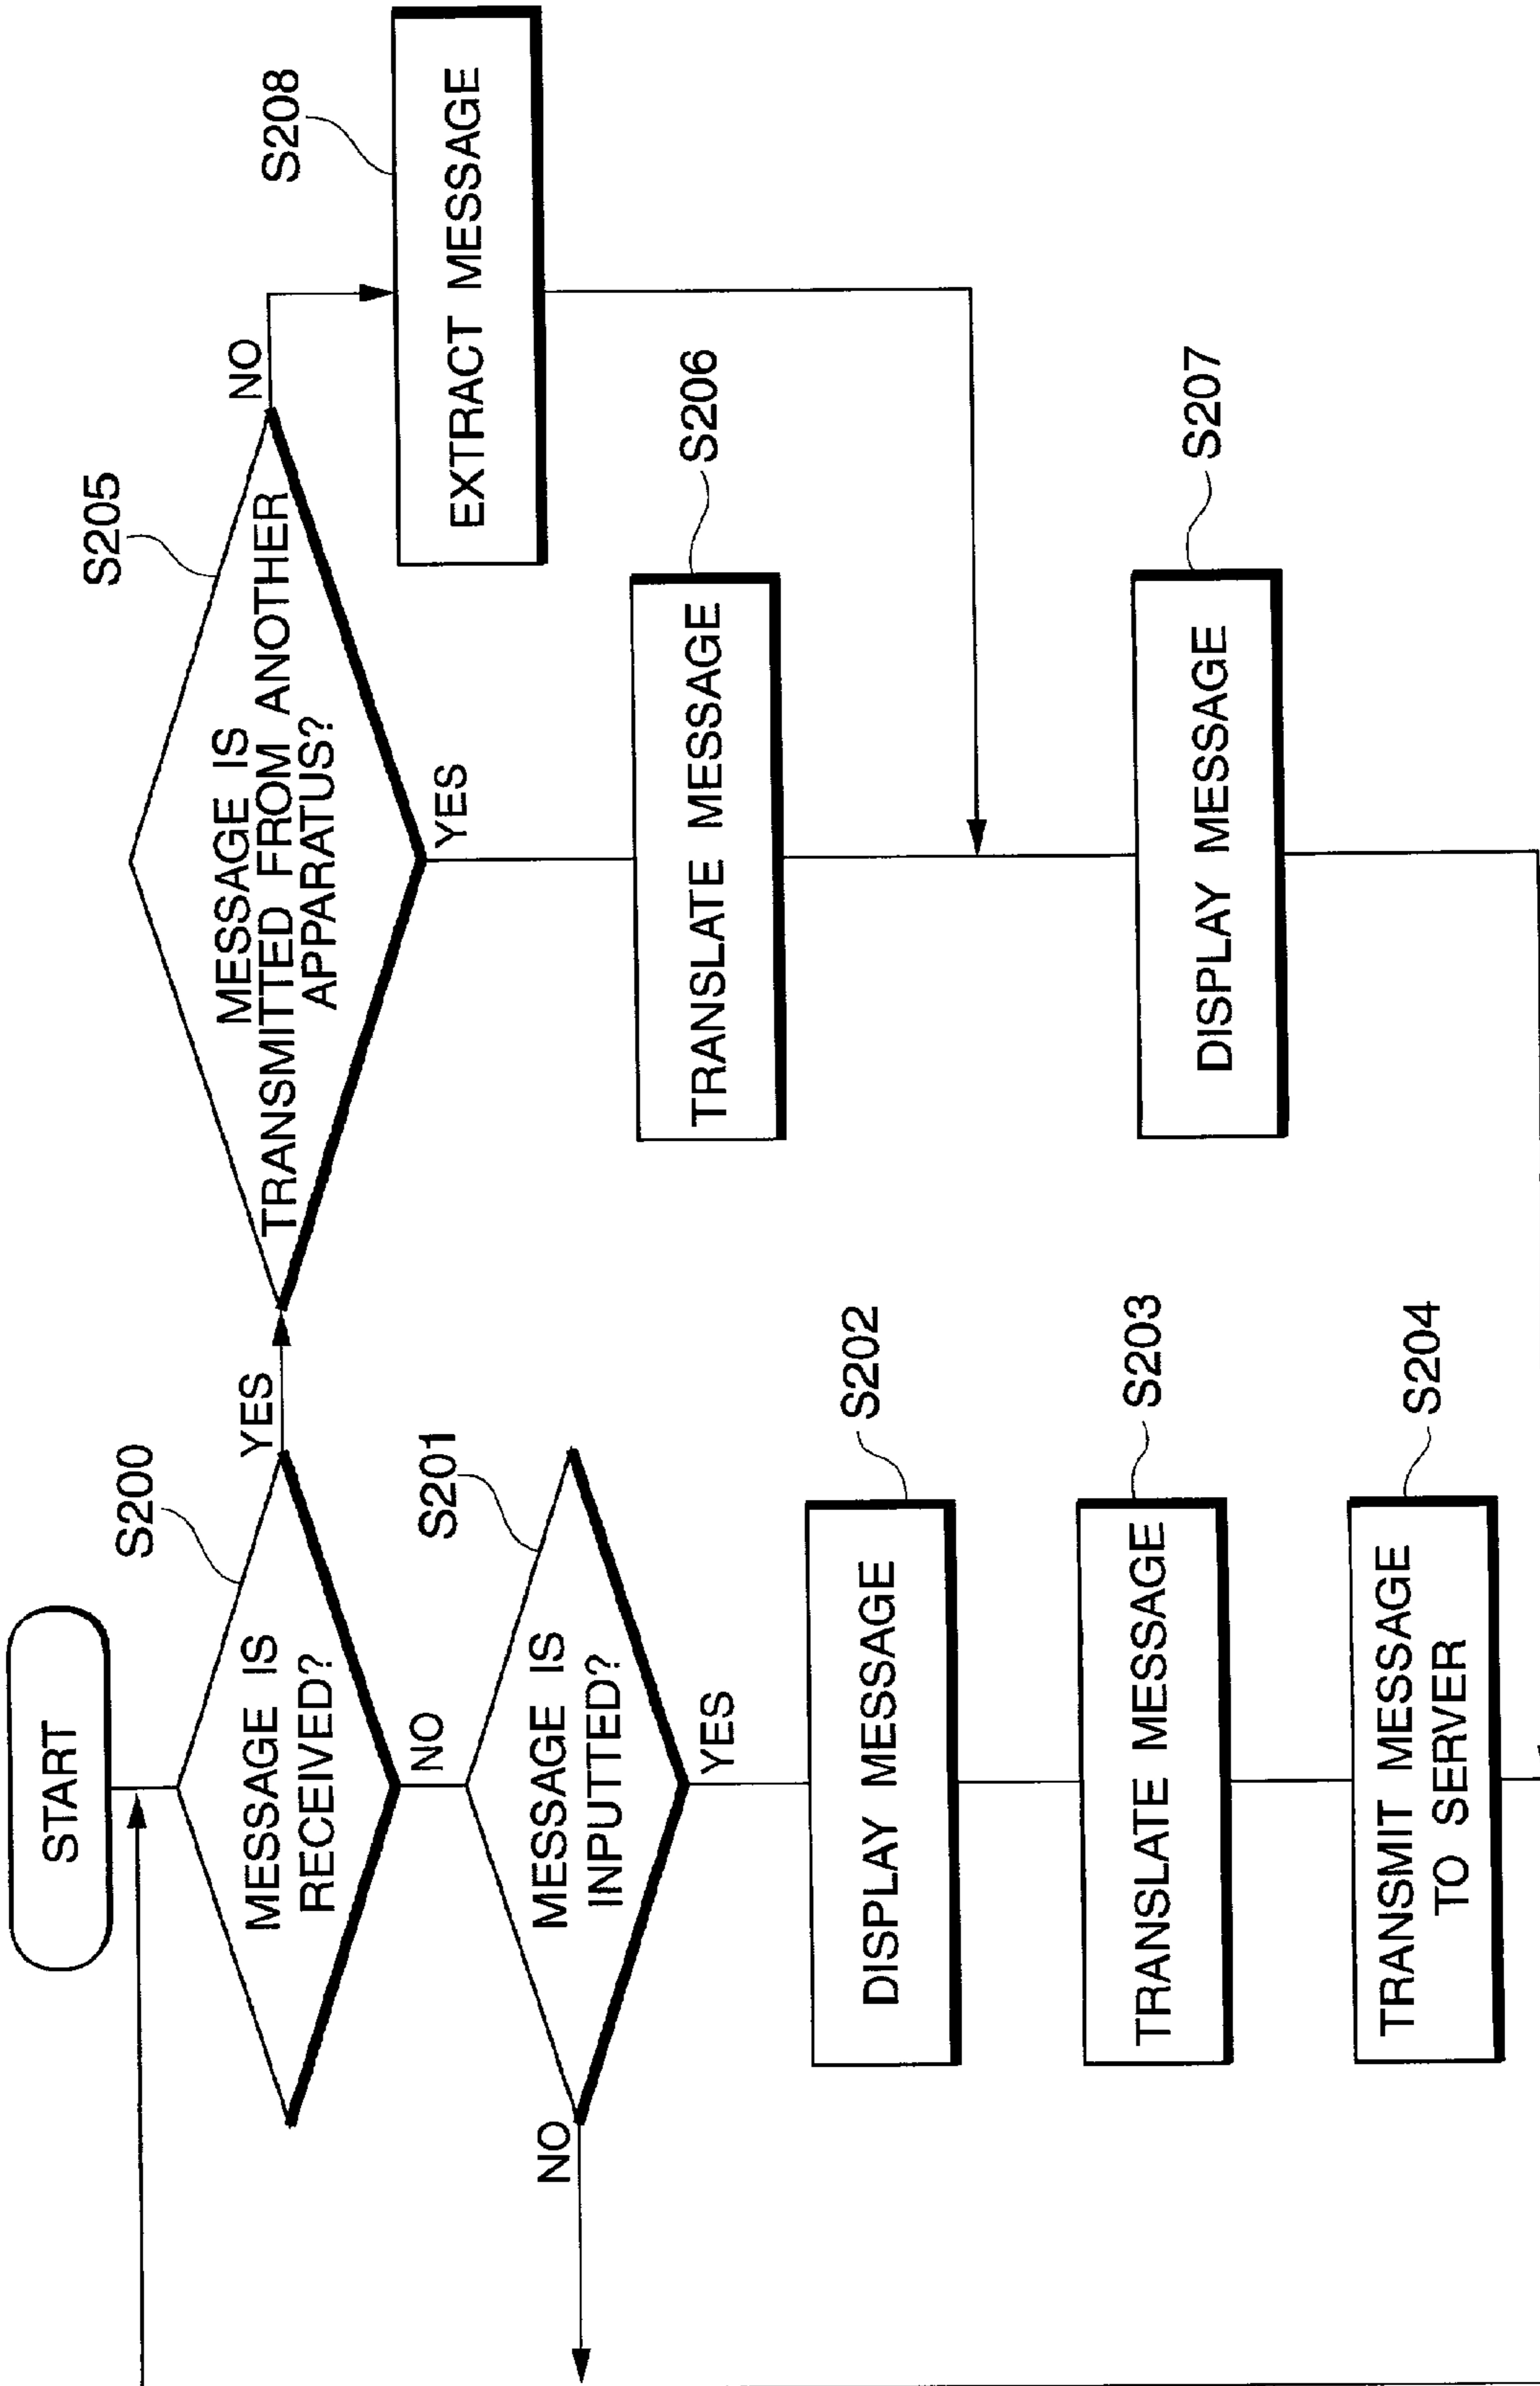 START
S200
MESSAGE IS
RECEIVED?
YES
NO
S201
MESSAGE IS
INPUTTED?
NO
YES
S202
DISPLAY MESSAGE
S203
TRANSLATE MESSAGE
S204
TRANSMIT MESSAGE
TO SERVER
S205
MESSAGE IS
TRANSMITTED FROM ANOTHER
APPARATUS?
NO
YES
S208
EXTRACT MESSAGE
S206
TRANSLATE MESSAGE
S207
DISPLAY MESSAGE